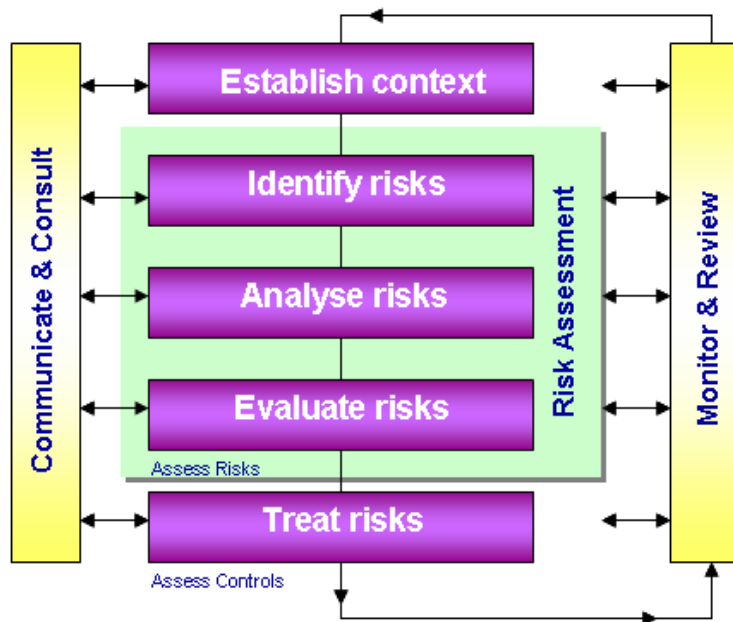 Establish context
Identify risks
Analyse risks
Evaluate risks
Assess Risks
Treat risks
Assess Controls
Communicate & Consult
Risk Assessment
Monitor & Review